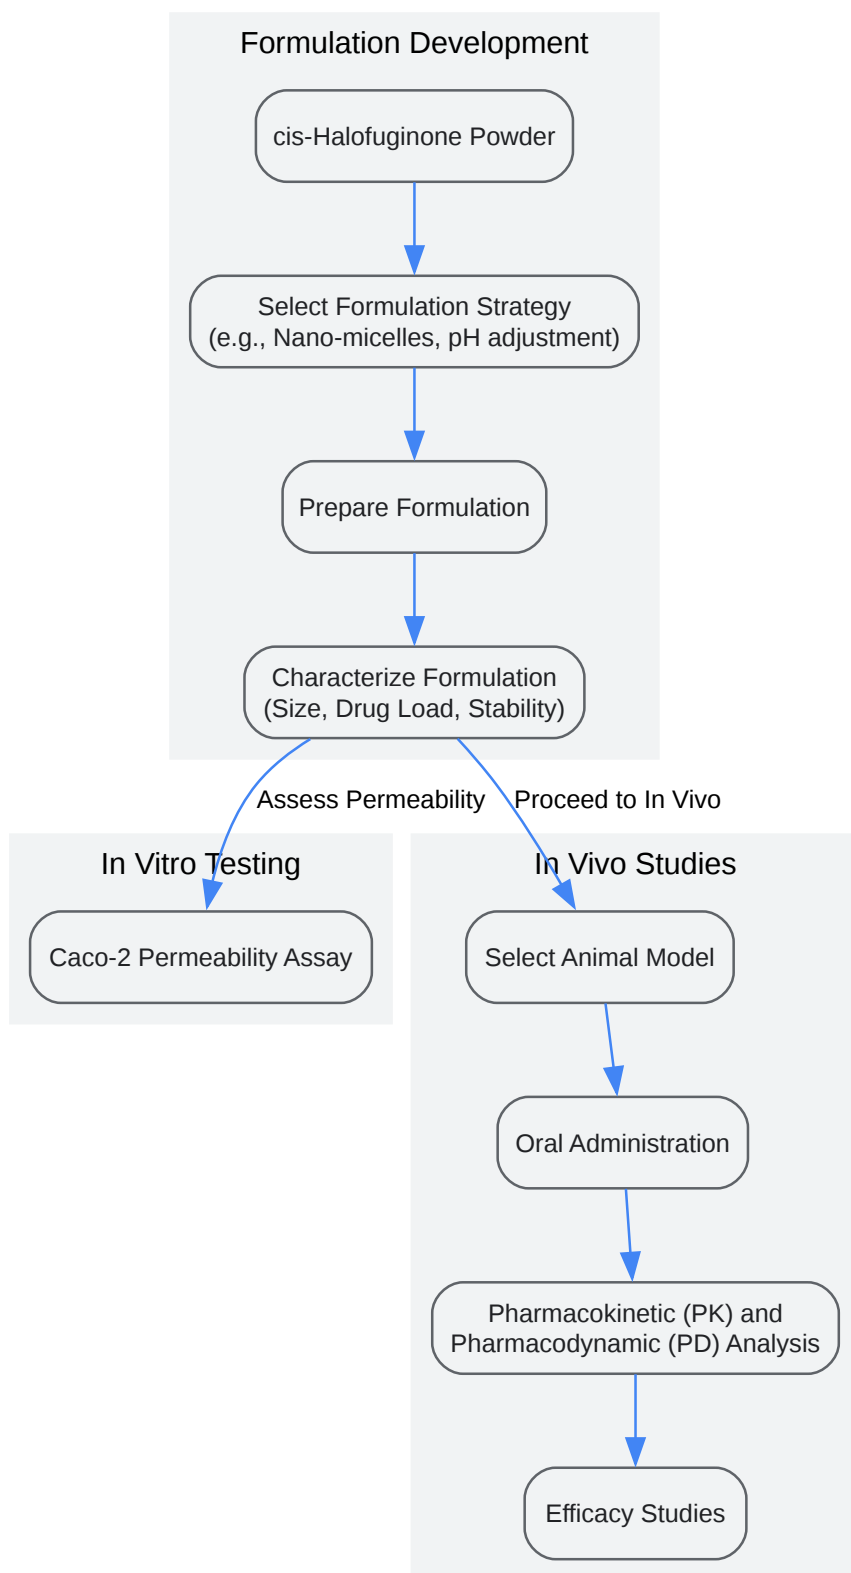 Formulation Development
cis-Halofuginone Powder
Select Formulation Strategy
(e.g., Nano-micelles, pH adjustment)
Prepare Formulation
Characterize Formulation
(Size, Drug Load, Stability)
Assess Permeability
Proceed to In Vivo
In Vitro Testing
Caco-2 Permeability Assay
In Vivo Studies
Select Animal Model
Oral Administration
Pharmacokinetic (PK) and
Pharmacodynamic (PD) Analysis
Efficacy Studies